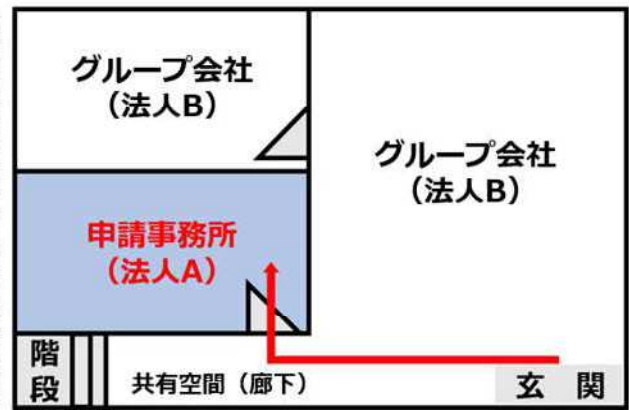 グループ会社
（法人B）
グループ会社
（法人B）
申請事務所
（法人A）
階段
共有空間（廊下）
玄　関